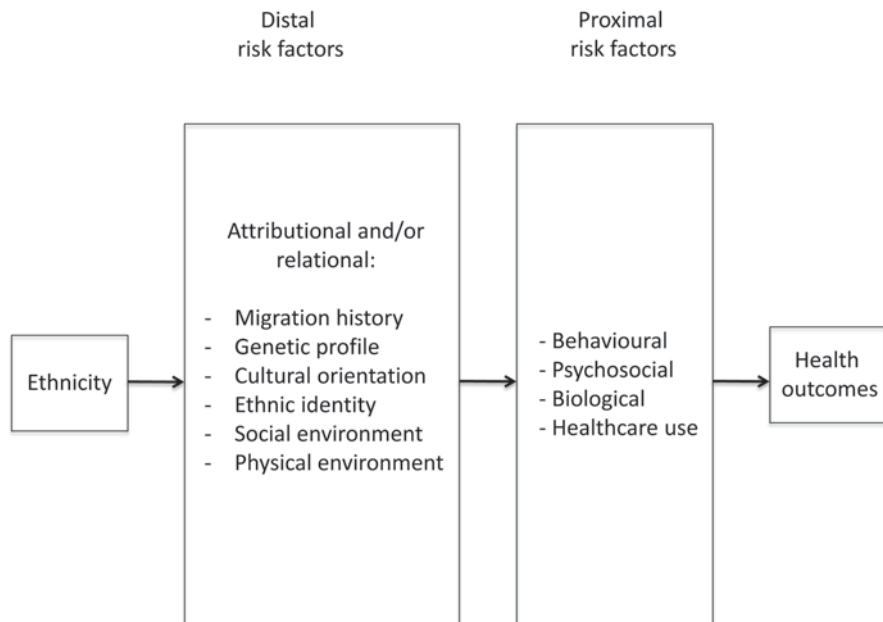 Distal
risk factors
Proximal
risk factors
Ethnicity
Attributional and/or
relational:
- Migration history
- Genetic profile
- Cultural orientation
- Ethnic identity
- Social environment
- Physical environment
- Behavioural
- Psychosocial
- Biological
- Healthcare use
Health
outcomes